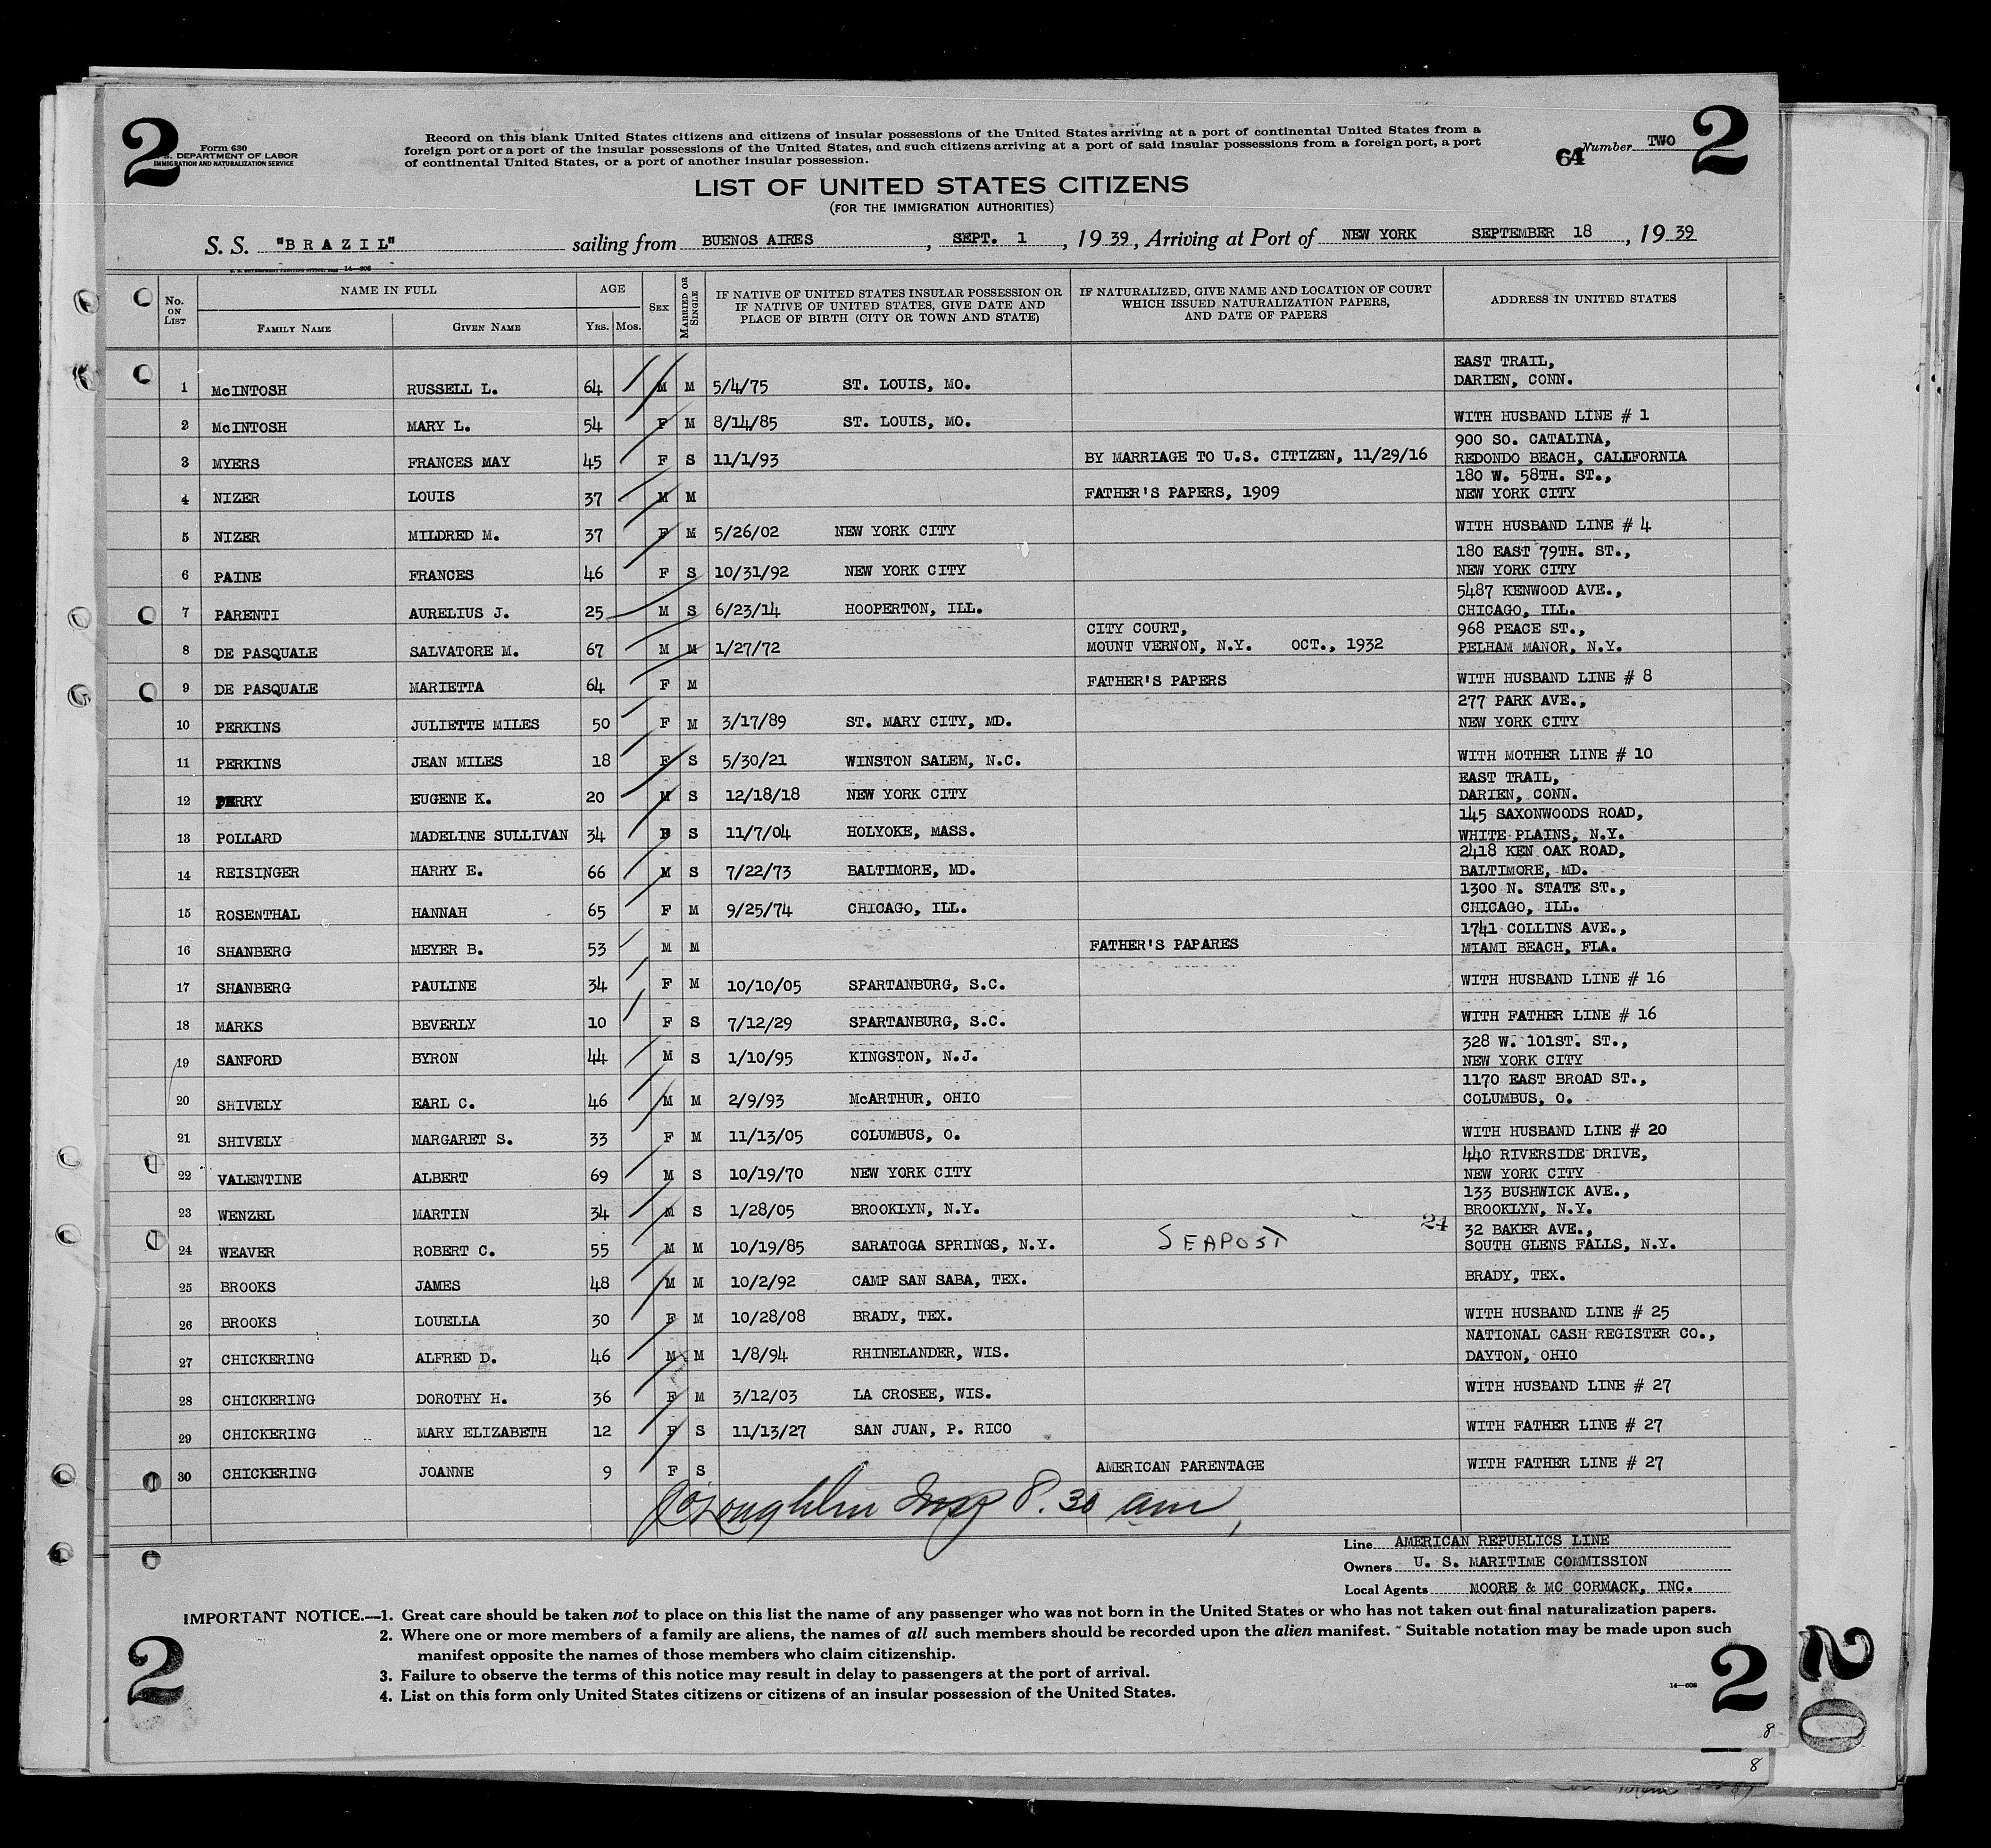 2
Form 630
U. S. DEPARTMENT OF LABOR
IMMIGRATION AND NATURALIZATION SERVICE
Record on this blank United States citizens and citizens of insular possessions of the United States arriving at a port of continental United States from a
foreign port or a port of the insular possessions of the United States, and such citizens arriving at a port of said insular possessions from a foreign port, a port
of continental United States, or a port of another insular possession.
64 Number TWO 2
LIST OF UNITED STATES CITIZENS
(FOR THE IMMIGRATION AUTHORITIES)
S. S. "BRAZIL" sailing from BUENOS AIRES, SEPT. 1, 1939, Arriving at Port of NEW YORK SEPTEMBER 18, 1939
No. ON LIST NAME IN FULL AGE SEX MARRIED OR SINGLE IF NATIVE OF UNITED STATES INSULAR POSSESSION OR IF NATIVE OF UNITED STATES, GIVE DATE AND PLACE OF BIRTH (CITY OR TOWN AND STATE) IF NATURALIZED, GIVE NAME AND LOCATION OF COURT WHICH ISSUED NATURALIZATION PAPERS, AND DATE OF PAPERS ADDRESS IN UNITED STATES
FAMILY NAME GIVEN NAME YRS. MOS.
1 McINTOSH RUSSELL L. 64 M M 5/4/75 ST. LOUIS, MO. EAST TRAIL, DARIEN, CONN.
2 McINTOSH MARY L. 54 F M 8/14/85 ST. LOUIS, MO. WITH HUSBAND LINE # 1
3 MYERS FRANCES MAY 45 F S 11/1/93 BY MARRIAGE TO U.S. CITIZEN, 11/29/16 900 SO. CATALINA, REDONDO BEACH, CALLFORNIA
4 NIZER LOUIS 37 M M FATHER'S PAPERS, 1909 180 W. 58TH. ST., NEW YORK CITY
5 NIZER MILDRED M. 37 F M 5/26/02 NEW YORK CITY WITH HUSBAND LINE # 4
6 PAINE FRANCES 46 F S 10/31/92 NEW YORK CITY 180 EAST 79TH. ST., NEW YORK CITY
7 PARENTI AURELIUS J. 25 M S 6/23/14 HOOPERTON, ILL. 5487 KENWOOD AVE., CHICAGO, ILL.
8 DE PASQUALE SALVATORE M. 67 M M 1/27/72 CITY COURT, MOUNT VERNON, N.Y. OCT., 1932 968 PEACE ST., PELHAM MANOR, N.Y.
9 DE PASQUALE MARIETTA 64 F M FATHER'S PAPERS WITH HUSBAND LINE # 8
10 PERKINS JULIETTE MILES 50 F M 3/17/89 ST. MARY CITY, MD. 277 PARK AVE., NEW YORK CITY
11 PERKINS JEAN MILES 18 F S 5/30/21 WINSTON SALEM, N.C. WITH MOTHER LINE # 10
12 PERRY EUGENE K. 20 M S 12/18/18 NEW YORK CITY EAST TRAIL, DARIEN, CONN.
13 POLLARD MADELINE SULLIVAN 34 F S 11/7/04 HOLYOKE, MASS. 145 SAXONWOODS ROAD, WHITE PLAINS, N.Y.
14 REISINGER HARRY E. 66 M S 7/22/73 BALTIMORE, MD. 2418 KEN OAK ROAD, BALTIMORE, MD.
15 ROSENTHAL HANNAH 65 F M 9/25/74 CHICAGO, ILL. 1300 N. STATE ST., CHICAGO, ILL.
16 SHANBERG MEYER B. 53 M M FATHER'S PAPARES 1741 COLLINS AVE., MIAMI BEACH, FLA.
17 SHANBERG PAULINE 34 F M 10/10/05 SPARTANBURG, S.C. WITH HUSBAND LINE # 16
18 MARKS BEVERLY 10 F S 7/12/29 SPARTANBURG, S.C. WITH FATHER LINE # 16
19 SANFORD BYRON 44 M S 1/10/95 KINGSTON, N.J. 328 W. 101ST. ST., NEW YORK CITY
20 SHIVELY EARL C. 46 M M 2/9/93 McARTHUR, OHIO 1170 EAST BROAD ST., COLUMBUS, O.
21 SHIVELY MARGARET S. 33 F M 11/13/05 COLUMBUS, O. WITH HUSBAND LINE # 20
22 VALENTINE ALBERT 69 M S 10/19/70 NEW YORK CITY 440 RIVERSIDE DRIVE, NEW YORK CITY
23 WENZEL MARTIN 34 M S 1/28/05 BROOKLYN, N.Y. 133 BUSHWICK AVE., BROOKLYN, N.Y.
24 WEAVER ROBERT C. 55 M M 10/19/85 SARATOGA SPRINGS, N.Y. SEAPOST 24 32 BAKER AVE., SOUTH GLENS FALLS, N.Y.
25 BROOKS JAMES 48 M M 10/2/92 CAMP SAN SABA, TEX. BRADY, TEX.
26 BROOKS LOUELLA 30 F M 10/28/08 BRADY, TEX. WITH HUSBAND LINE # 25
27 CHICKERING ALFRED D. 46 M M 1/8/94 RHINELANDER, WIS. NATIONAL CASH REGISTER CO., DAYTON, OHIO
28 CHICKERING DOROTHY H. 36 F M 3/12/03 LA CROSEE, WIS. WITH HUSBAND LINE # 27
29 CHICKERING MARY ELIZABETH 12 F S 11/13/27 SAN JUAN, P. RICO WITH FATHER LINE # 27
30 CHICKERING JOANNE 9 F S AMERICAN PARENTAGE WITH FATHER LINE # 27
8.30 am
Line AMERICAN REPUBLICS LINE
Owners U. S. MARITIME COMMISSION
Local Agents MOORE & MC CORMACK, INC.
IMPORTANT NOTICE.—1. Great care should be taken not to place on this list the name of any passenger who was not born in the United States or who has not taken out final naturalization papers.
2. Where one or more members of a family are aliens, the names of all such members should be recorded upon the alien manifest. Suitable notation may be made upon such
manifest opposite the names of those members who claim citizenship.
3. Failure to observe the terms of this notice may result in delay to passengers at the port of arrival.
4. List on this form only United States citizens or citizens of an insular possession of the United States.
2
14—608
2
20
8
8